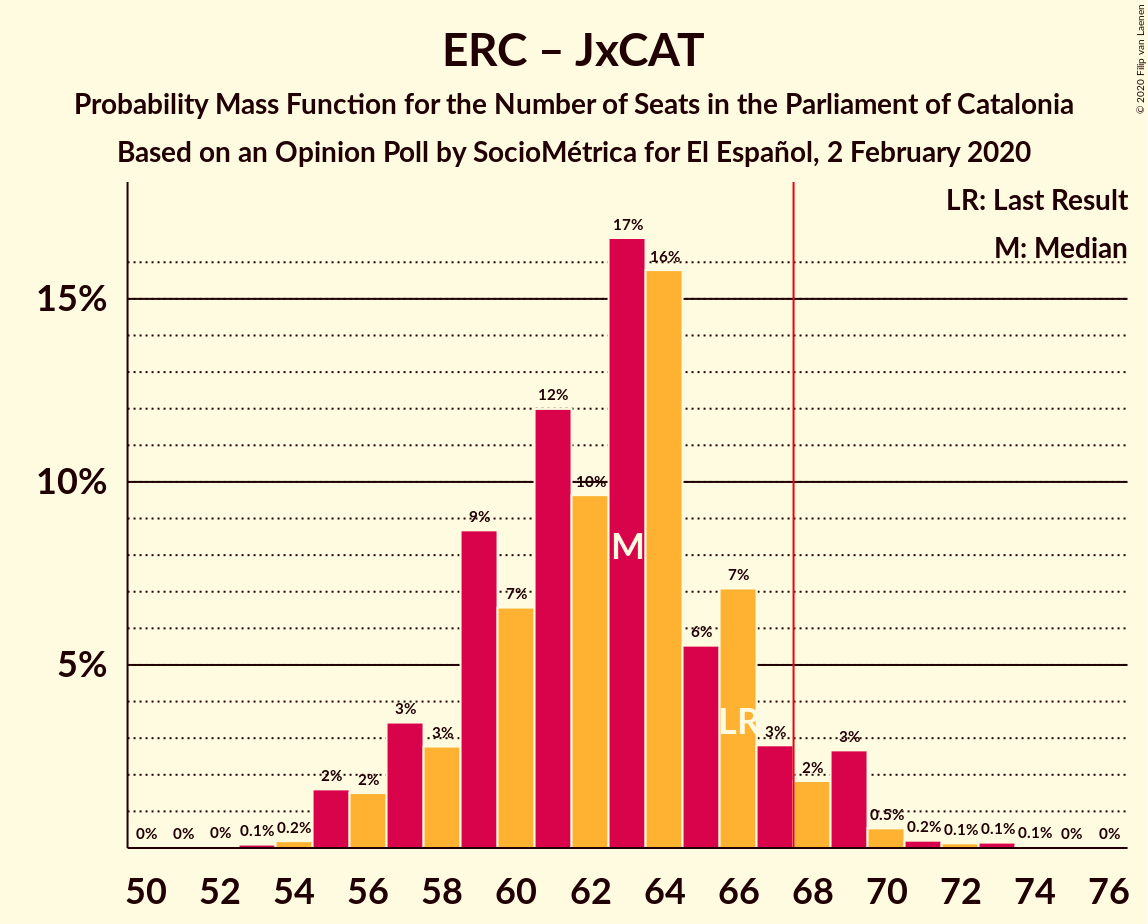 ERC – JxCAT
Probability Mass Function for the Number of Seats in the Parliament of Catalonia
Based on an Opinion Poll by SocioMétrica for El Español, 2 February 2020
© 2020 Filip van Laenen
LR: Last Result
M: Median
15%
10%
5%
0% 0% 0% 0.1% 0.2% 2% 2% 3% 3% 9% 7% 12% 10% 17% 16% 6% 7% 3% 2% 3% 0.5% 0.2% 0.1% 0.1% 0.1% 0% 0%
M
LR
50 52 54 56 58 60 62 64 66 68 70 72 74 76